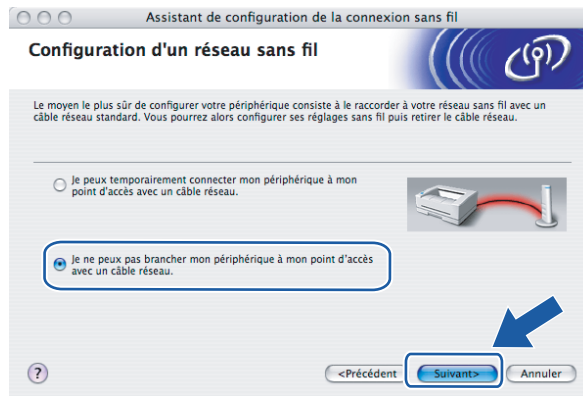 Assistant de configuration de la connexion sans fil
Configuration d'un réseau sans fil
Le moyen le plus sûr de configurer votre périphérique consiste à le raccorder à votre réseau sans fil avec un
câble réseau standard. Vous pourrez alors configurer ses réglages sans fil puis retirer le câble réseau.
Je peux temporairement connecter mon périphérique à mon
point d'accès avec un câble réseau.
Je ne peux pas brancher mon périphérique à mon point d'accès
avec un câble réseau.
?
<Précédent
Suivant>
Annuler